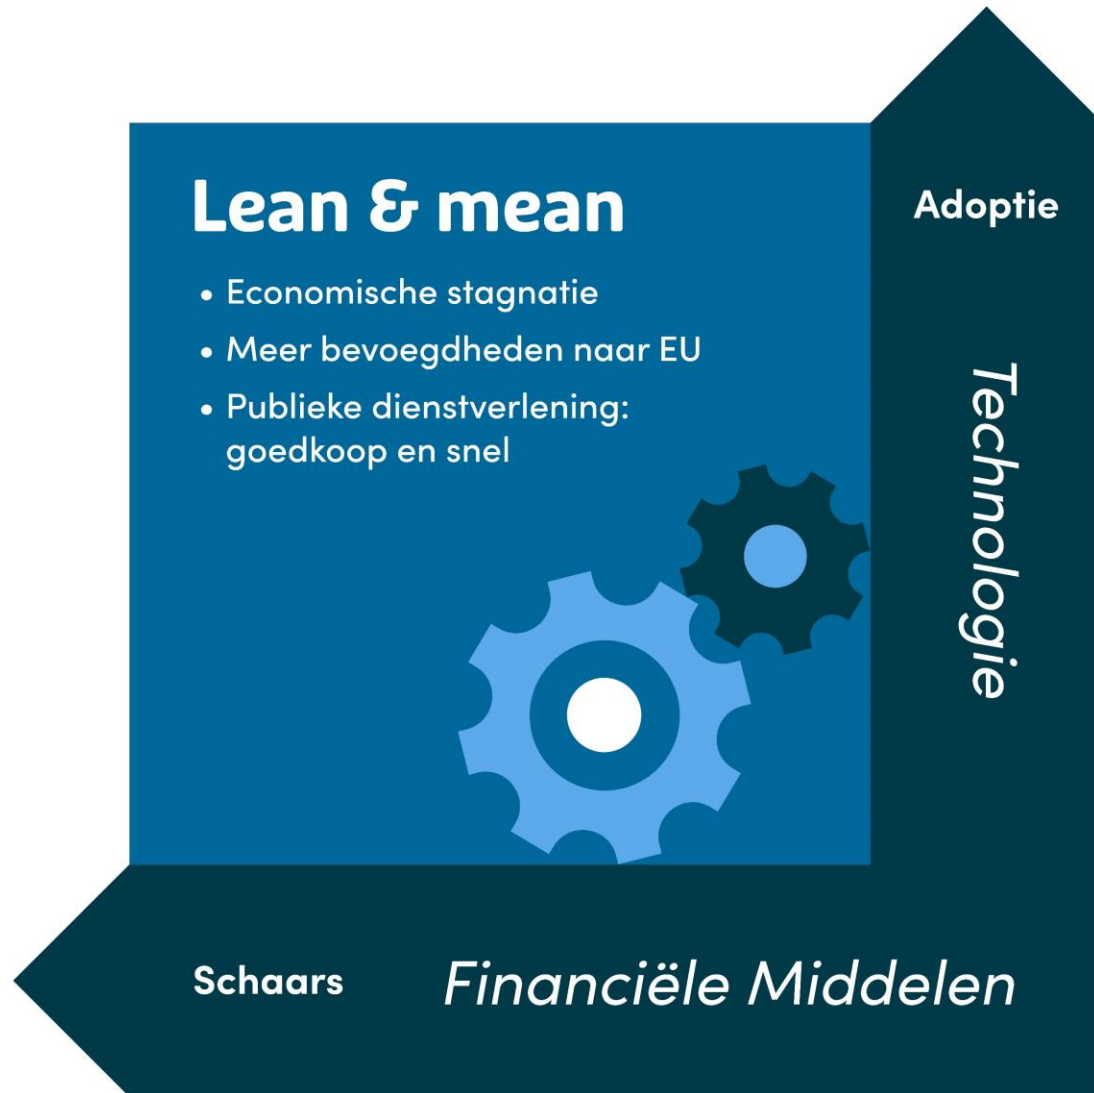 Lean & mean
• Economische stagnatie
• Meer bevoegdheden naar EU
• Publieke dienstverlening:
goedkoop en snel
Adoptie
Technologie
Schaars
Financiële Middelen